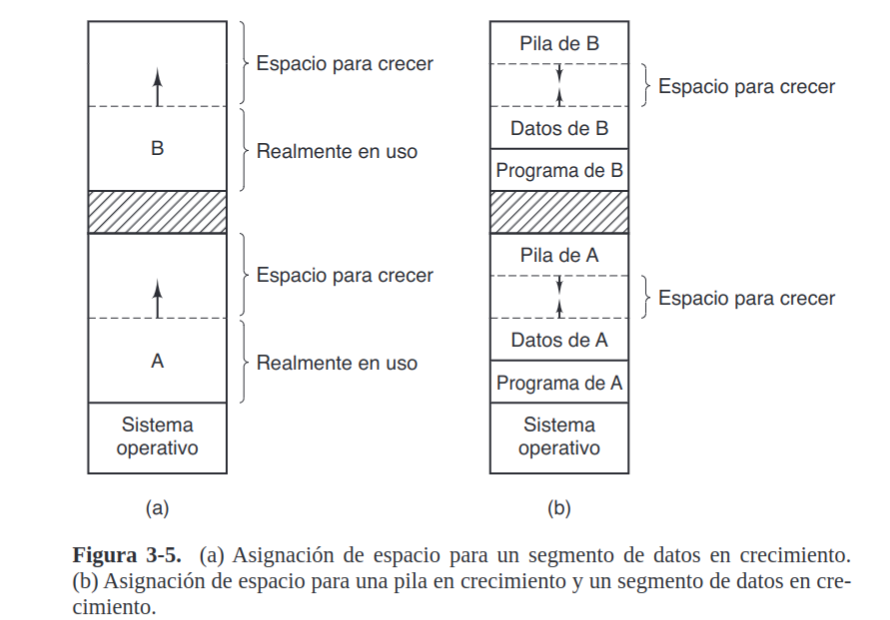 Espacio para crecer
B
Realmente en uso
Espacio para crecer
A
Realmente en uso
Sistema
operativo
(a)
Pila de B
Espacio para crecer
Datos de B
Programa de B
Pila de A
Espacio para crecer
Datos de A
Programa de A
Sistema
operativo
(b)
Figura 3-5. (a) Asignación de espacio para un segmento de datos en crecimiento.
(b) Asignación de espacio para una pila en crecimiento y un segmento de datos en cre-
cimiento.